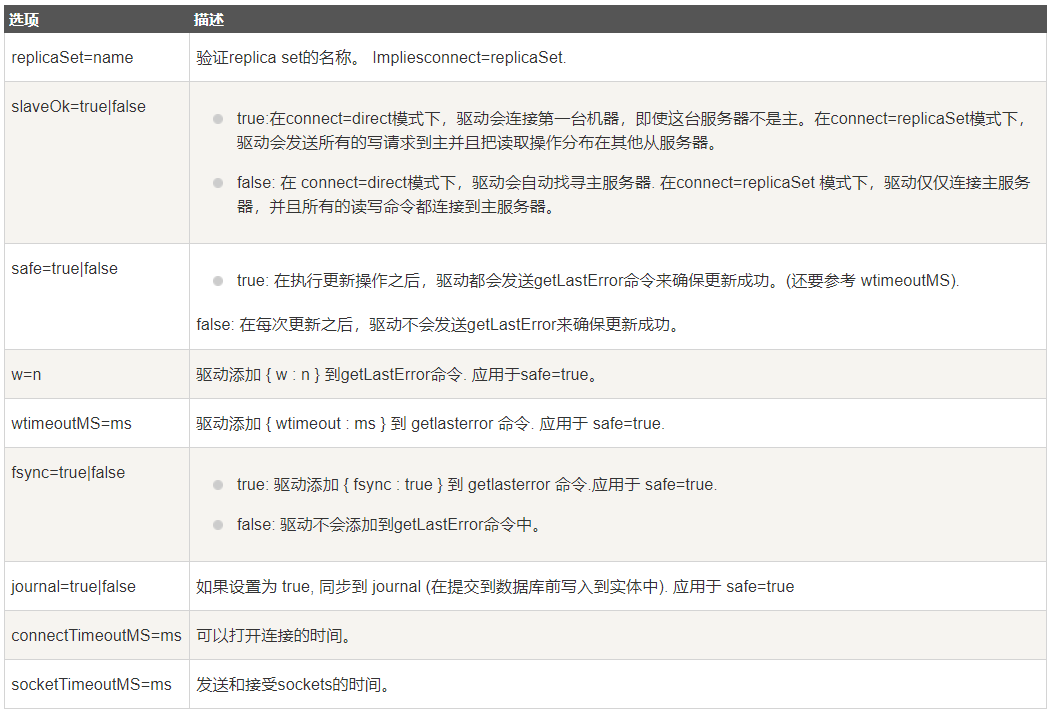 选项 描述
replicaSet=name 验证replica set的名称。 Impliesconnect=replicaSet.
slaveOk=true|false
true:在connect=direct模式下，驱动会连接第一台机器，即使这台服务器不是主。在connect=replicaSet模式下，
驱动会发送所有的写请求到主并且把读取操作分布在其他从服务器。
false: 在 connect=direct模式下，驱动会自动找寻主服务器. 在connect=replicaSet 模式下，驱动仅仅连接主服务
器，并且所有的读写命令都连接到主服务器。
safe=true|false
true: 在执行更新操作之后，驱动都会发送getLastError命令来确保更新成功。(还要参考 wtimeoutMS).
false: 在每次更新之后，驱动不会发送getLastError来确保更新成功。
w=n 驱动添加 { w : n } 到getLastError命令. 应用于safe=true。
wtimeoutMS=ms 驱动添加 { wtimeout : ms } 到 getlasterror 命令. 应用于 safe=true.
fsync=true|false
true: 驱动添加 { fsync : true } 到 getlasterror 命令.应用于 safe=true.
false: 驱动不会添加到getLastError命令中。
journal=true|false 如果设置为 true, 同步到 journal (在提交到数据库前写入到实体中). 应用于 safe=true
connectTimeoutMS=ms 可以打开连接的时间。
socketTimeoutMS=ms 发送和接受sockets的时间。